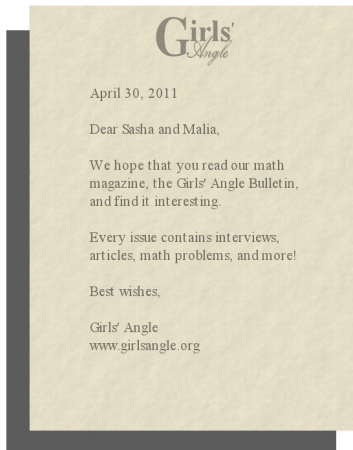 Girls'
Angle
April 30, 2011
Dear Sasha and Malia,
We hope that you read our math
magazine, the Girls' Angle Bulletin,
and find it interesting.
Every issue contains interviews,
articles, math problems, and more!
Best wishes,
Girls' Angle
www.girlsangle.org